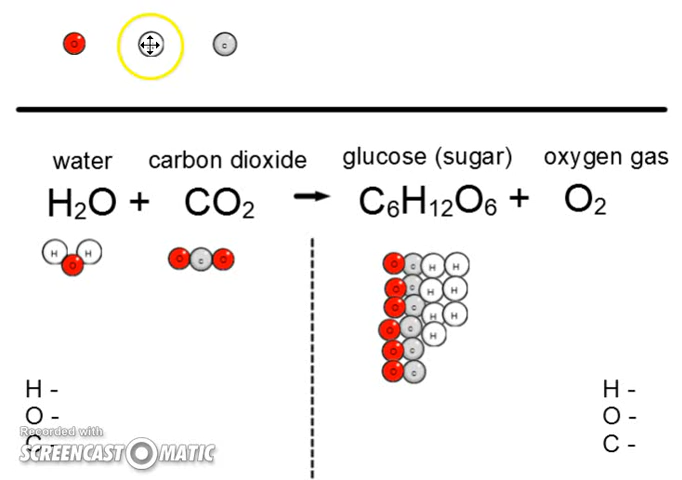 O C
water carbon dioxide glucose (sugar) oxygen gas
H2O + CO2 → C6H12O6 + O2
H H O
O C O
O C H H
O C H H
O C H H
O C H
O C
O C
H - H -
O - O -
C - C -
Recorded with
SCREENCAST O MATIC